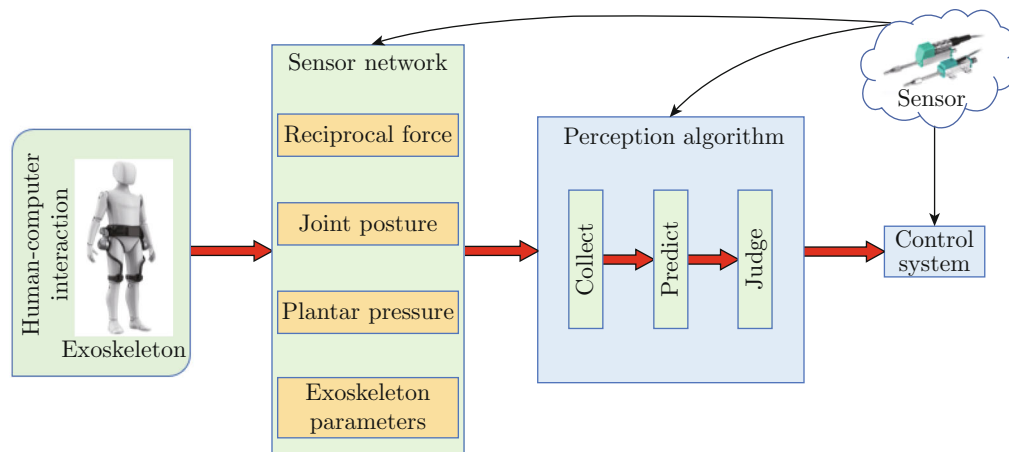 Human-computer
interaction
Exoskeleton
Sensor network
Reciprocal force
Joint posture
Plantar pressure
Exoskeleton
parameters
Perception algorithm
Collect
Predict
Judge
Sensor
Control
system